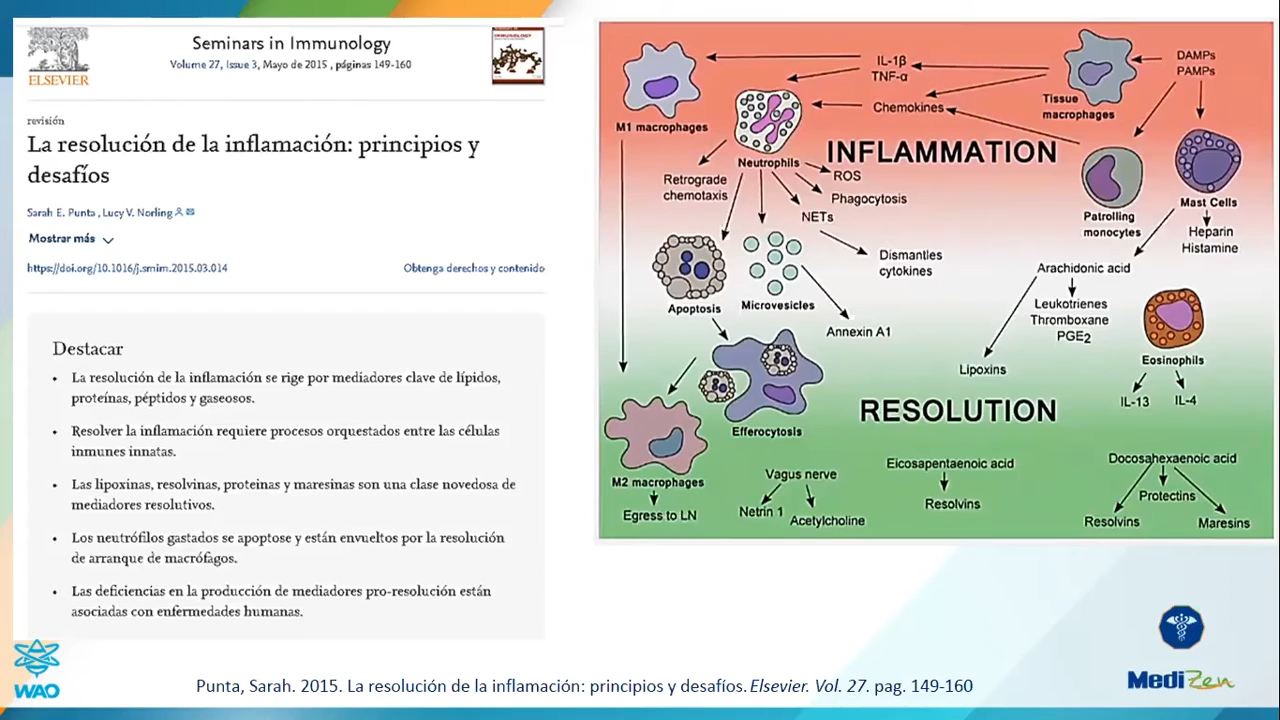 ELSEVIER
Seminars in Immunology
Volume 27, Issue 3, Mayo de 2015 , páginas 149-160
revisión
La resolución de la inflamación: principios y
desafíos
Sarah E. Punta , Lucy V. Norling
Mostrar más
https://doi.org/10.1016/j.smim.2015.03.014
Obtenga derechos y contenido
Destacar
• La resolución de la inflamación se rige por mediadores clave de lípidos,
proteínas, péptidos y gaseosos.
• Resolver la inflamación requiere procesos orquestados entre las células
inmunes innatas.
• Las lipoxinas, resolvinas, proteinas y maresinas son una clase novedosa de
mediadores resolutivos.
• Los neutrófilos gastados se apoptose y están envueltos por la resolución
de arranque de macrófagos.
• Las deficiencias en la producción de mediadores pro-resolución están
asociadas con enfermedades humanas.
DAMPs
PAMPs
IL-1β
TNF-α
Chemokines
Tissue
macrophages
M1 macrophages
INFLAMMATION
Neutrophils
ROS
Retrograde
chemotaxis
Phagocytosis
NETs
Patrolling
monocytes
Mast Cells
Heparin
Histamine
Dismantles
cytokines
Arachidonic acid
Apoptosis
Microvesicles
Leukotrienes
Thromboxane
PGE2
Annexin A1
Eosinophils
Lipoxins
IL-13
IL-4
RESOLUTION
Efferocytosis
M2 macrophages
Egress to LN
Vagus nerve
Netrin 1
Acetylcholine
Eicosapentaenoic acid
Resolvins
Docosahexaenoic acid
Protectins
Resolvins
Maresins
WAO
Punta, Sarah. 2015. La resolución de la inflamación: principios y desafíos. Elsevier. Vol. 27. pag. 149-160
MediZen